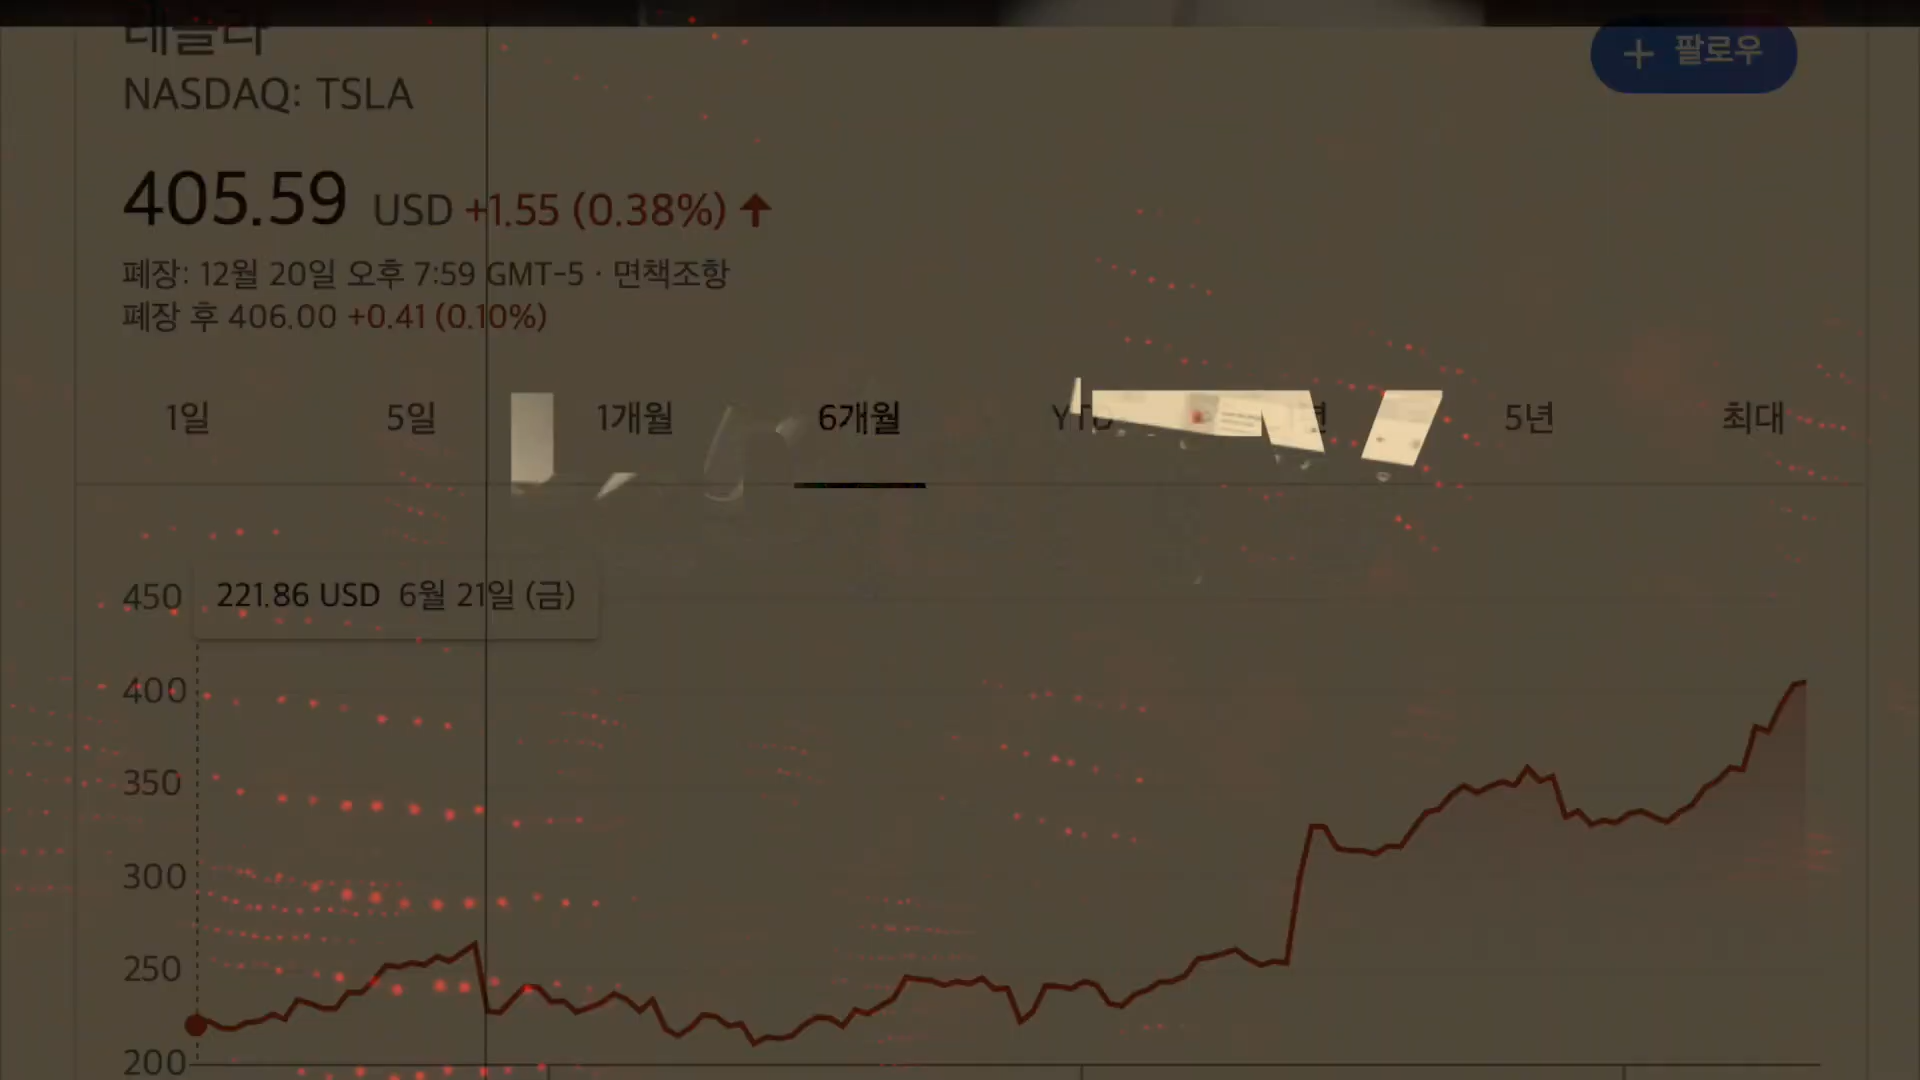 테슬라
+ 팔로우
NASDAQ: TSLA
405.59 USD +1.55 (0.38%)
폐장: 12월 20일 오후 7:59 GMT-5 · 면책조항
폐장 후 406.00 +0.41 (0.10%)
1일 5일 1개월 6개월 5년 최대
450
221.86 USD 6월 21일 (금)
400
350
300
250
200